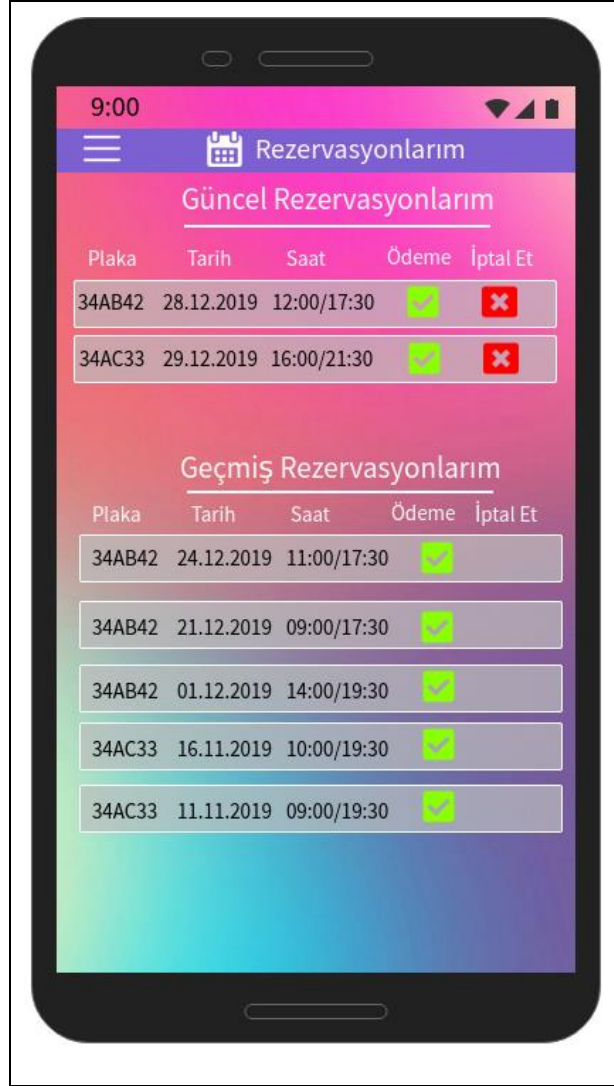 9:00
Rezervasyonlarım
Güncel Rezervasyonlarım
Plaka Tarih Saat Ödeme İptal Et
34AB42 28.12.2019 12:00/17:30
34AC33 29.12.2019 16:00/21:30
Geçmiş Rezervasyonlarım
Plaka Tarih Saat Ödeme İptal Et
34AB42 24.12.2019 11:00/17:30
34AB42 21.12.2019 09:00/17:30
34AB42 01.12.2019 14:00/19:30
34AC33 16.11.2019 10:00/19:30
34AC33 11.11.2019 09:00/19:30